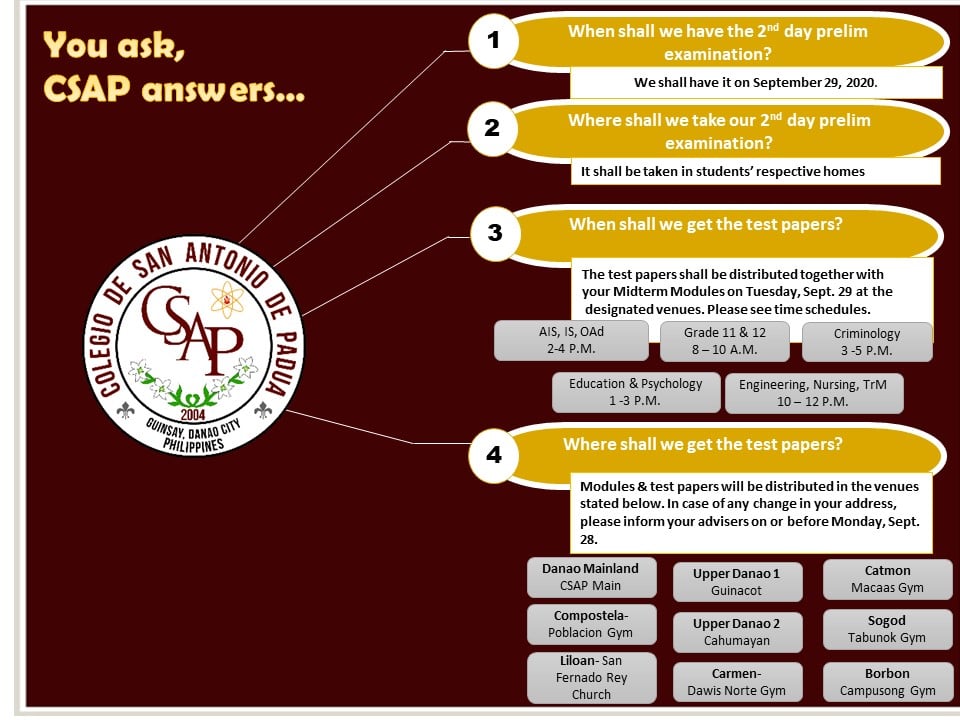 You ask,
CSAP answers...
COLEGIO DE SAN ANTONIO DE PADUA
CSAP
2004
GUINSAY, DANAO CITY
PHILIPPINES
1
When shall we have the 2nd day prelim
examination?
We shall have it on September 29, 2020.
2
Where shall we take our 2nd day prelim
examination?
It shall be taken in students’ respective homes
3
When shall we get the test papers?
The test papers shall be distributed together with
your Midterm Modules on Tuesday, Sept. 29 at the
designated venues. Please see time schedules.
AIS, IS, OAd
2-4 P.M.
Grade 11 & 12
8 – 10 A.M.
Criminology
3 -5 P.M.
Education & Psychology
1 -3 P.M.
Engineering, Nursing, TrM
10 – 12 P.M.
4
Where shall we get the test papers?
Modules & test papers will be distributed in the venues
stated below. In case of any change in your address,
please inform your advisers on or before Monday, Sept.
28.
Danao Mainland
CSAP Main
Upper Danao 1
Guinacot
Catmon
Macaas Gym
Compostela-
Poblacion Gym
Upper Danao 2
Cahumayan
Sogod
Tabunok Gym
Liloan- San
Fernado Rey
Church
Carmen-
Dawis Norte Gym
Borbon
Campusong Gym